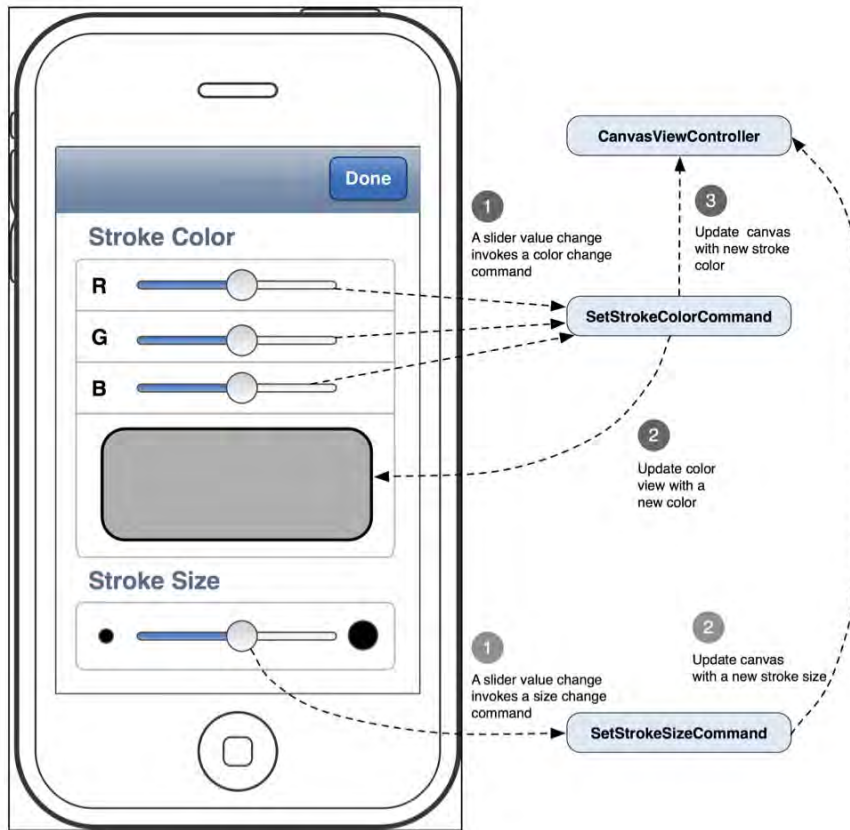 Done
Stroke Color
R
G
B
Stroke Size
CanvasViewController
1
A slider value change
invokes a color change
command
3
Update canvas
with new stroke
color
SetStrokeColorCommand
2
Update color
view with a
new color
1
A slider value change
invokes a size change
command
2
Update canvas
with a new stroke size
SetStrokeSizeCommand